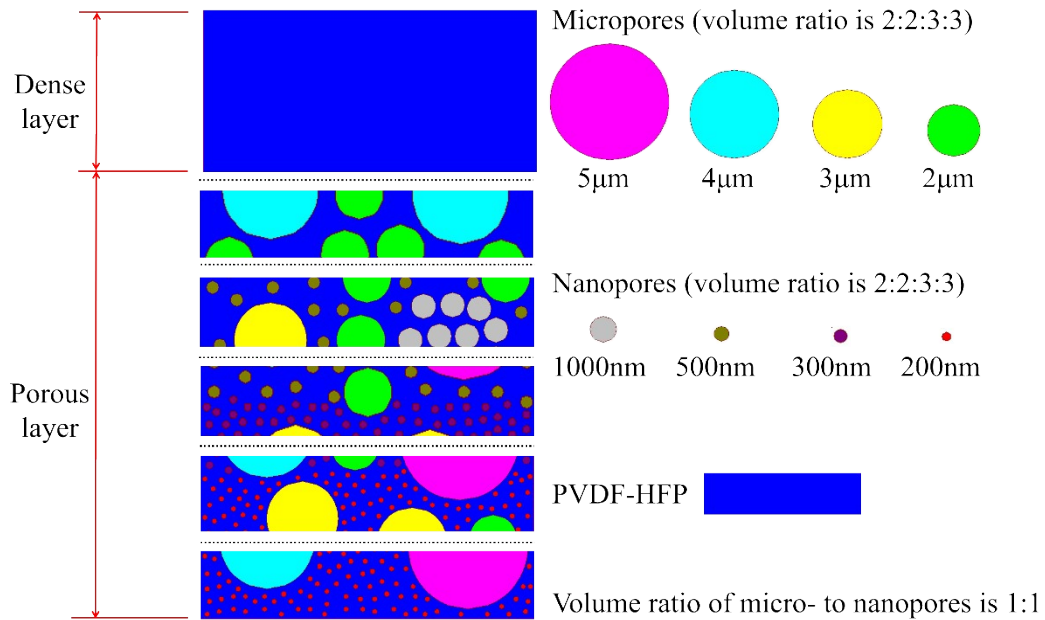 Dense
layer
Porous
layer
Micropores (volume ratio is 2:2:3:3)
5μm
4μm
3μm
2μm
Nanopores (volume ratio is 2:2:3:3)
1000nm
500nm
300nm
200nm
PVDF-HFP
Volume ratio of micro- to nanopores is 1:1